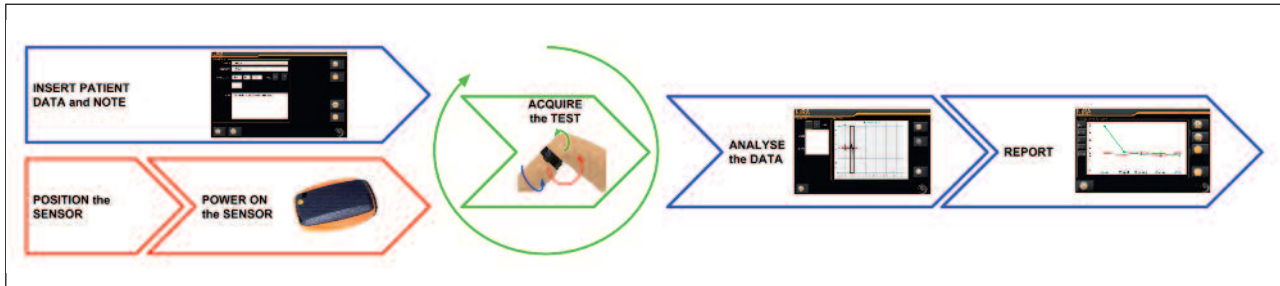 INSERT PATIENT
DATA and NOTE
POSITION the
SENSOR
POWER ON
the SENSOR
ACQUIRE
the TEST
ANALYSE
the DATA
REPORT